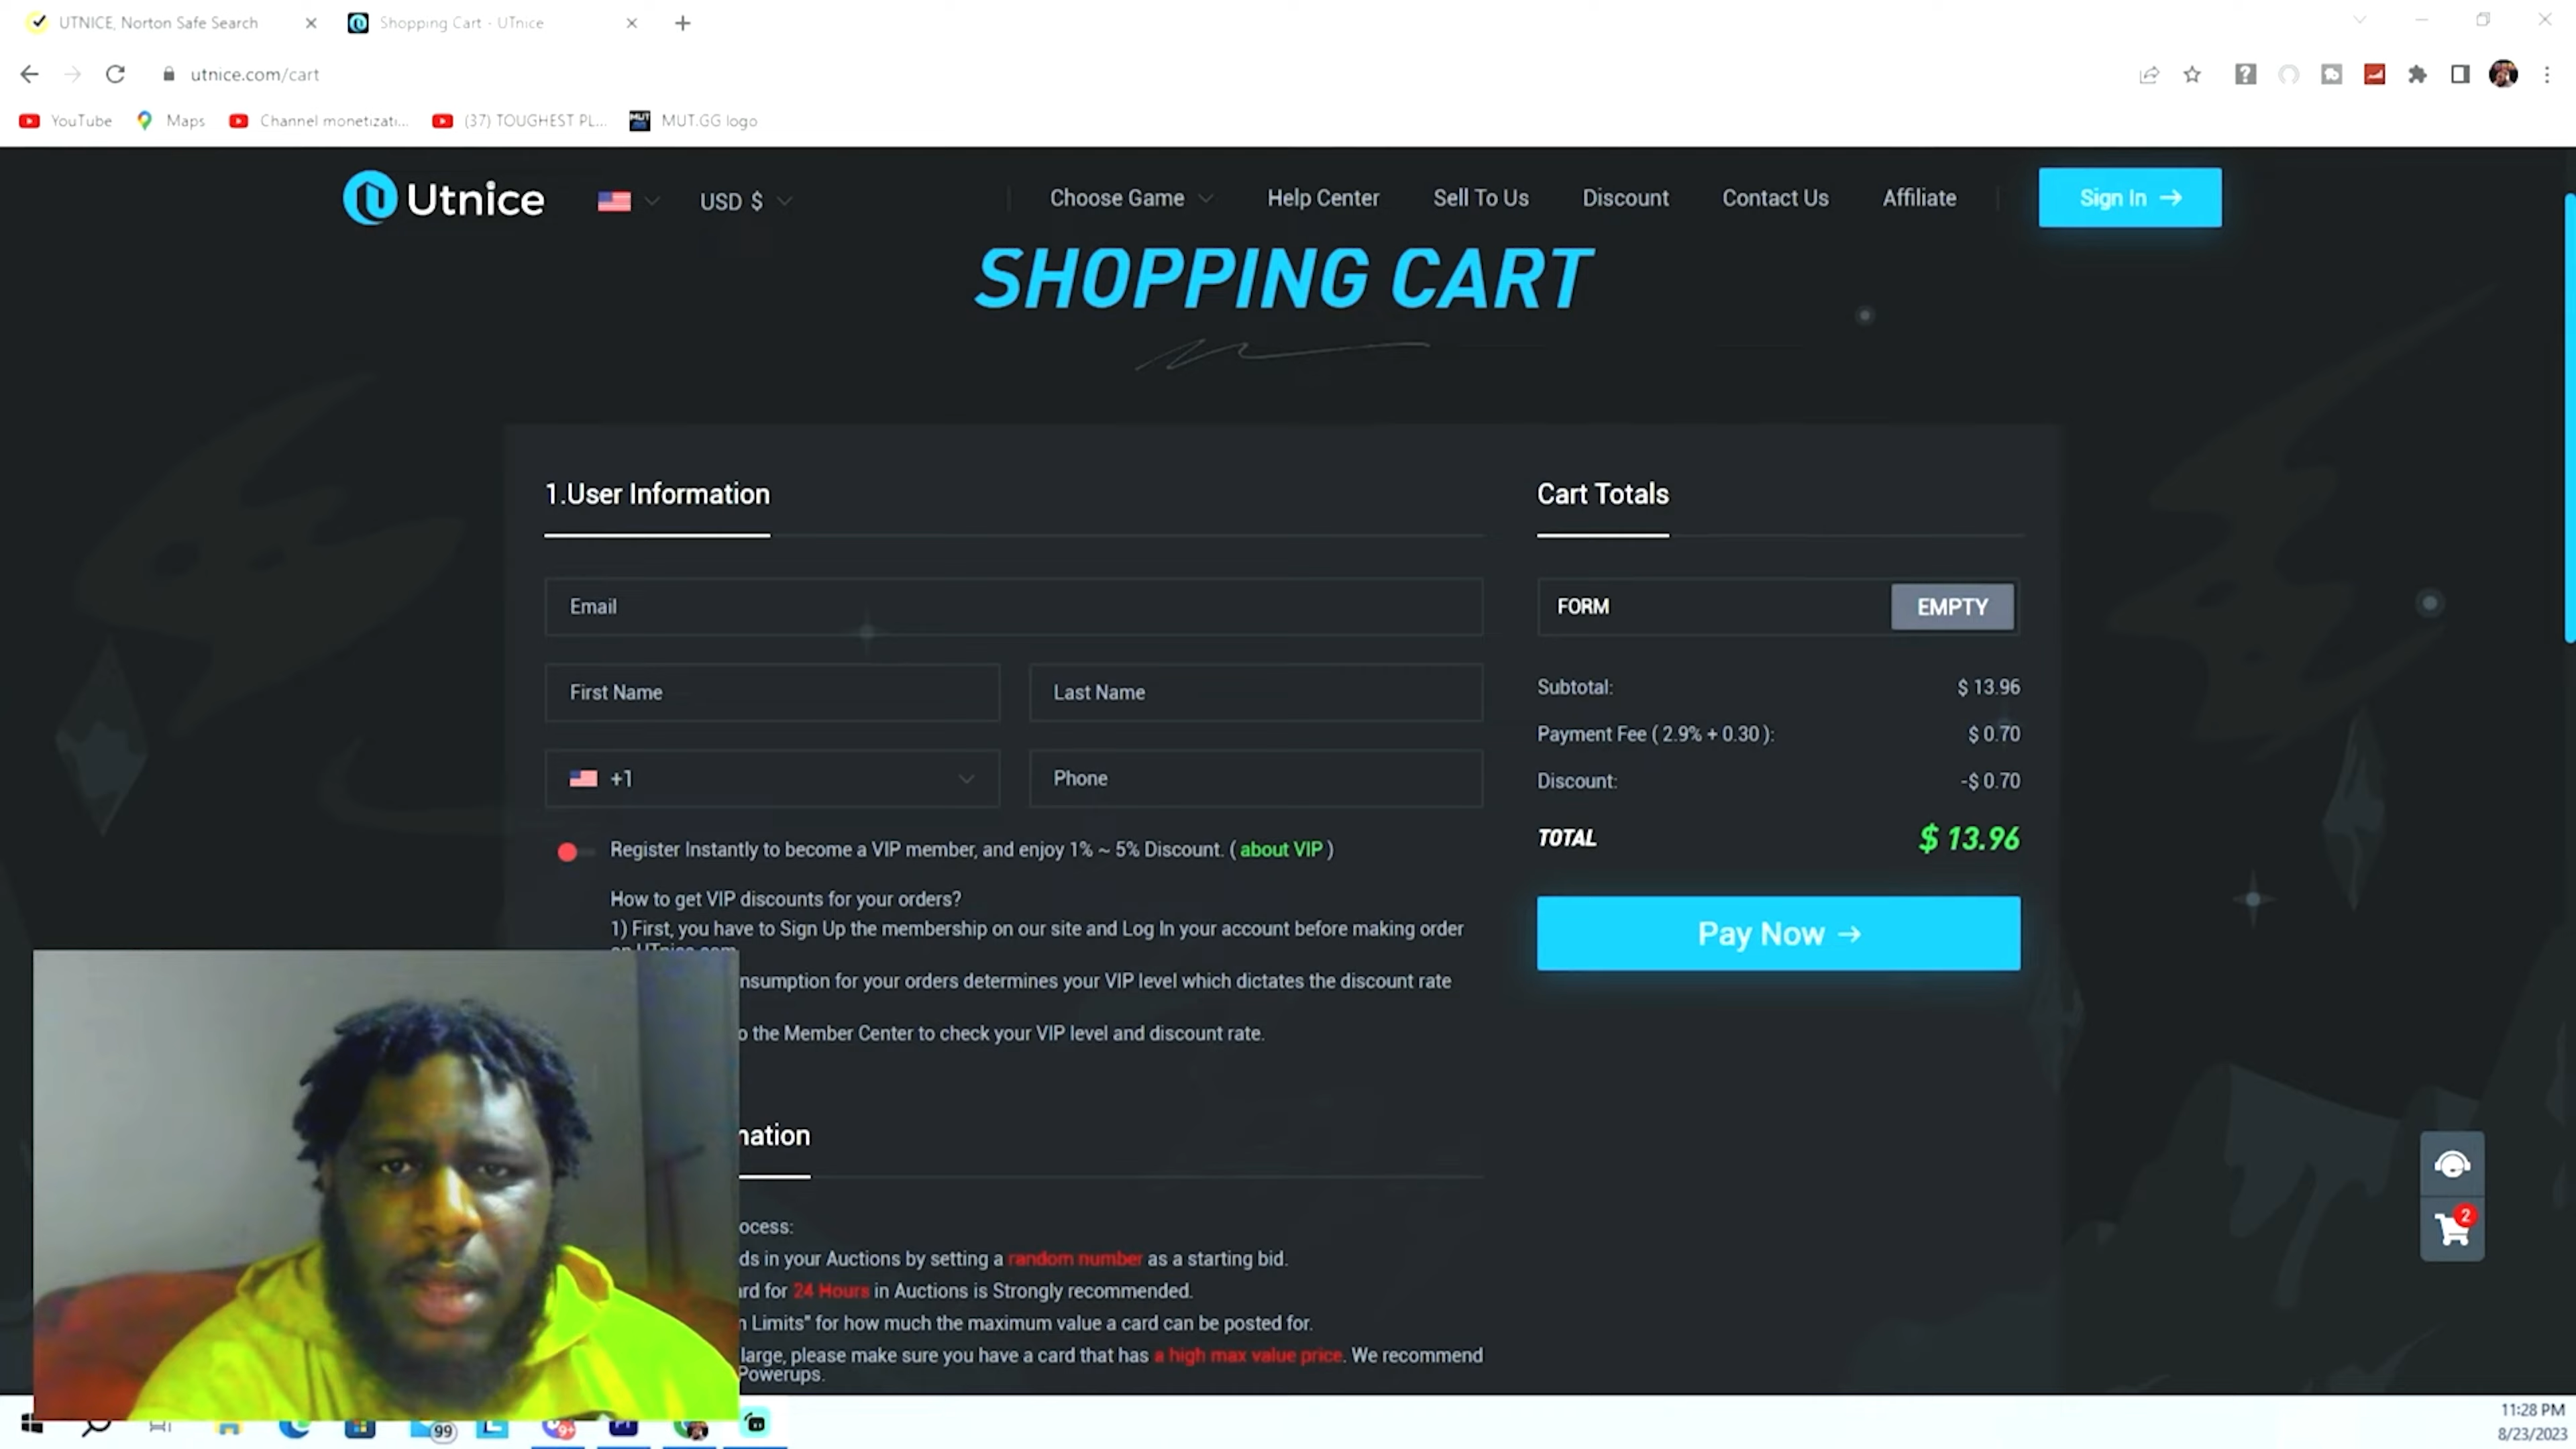 UTNICE, Norton Safe Search
Shopping Cart - UTnice
utnice.com/cart
YouTube
Maps
Channel monetizati...
(37) TOUGHEST PL...
MUT.GG logo
Utnice
USD $
Choose Game
Help Center
Sell To Us
Discount
Contact Us
Affiliate
Sign In →
SHOPPING CART
1.User Information
Email
First Name
Last Name
+1
Phone
Register Instantly to become a VIP member, and enjoy 1% ~ 5% Discount. ( about VIP )
How to get VIP discounts for your orders?
1) First, you have to Sign Up the membership on our site and Log In your account before making order
nsumption for your orders determines your VIP level which dictates the discount rate
o the Member Center to check your VIP level and discount rate.
mation
ocess:
ds in your Auctions by setting a random number as a starting bid.
rd for 24 Hours in Auctions is Strongly recommended.
n Limits" for how much the maximum value a card can be posted for.
large, please make sure you have a card that has a high max value price. We recommend
Powerups.
Cart Totals
FORM
EMPTY
Subtotal:
$ 13.96
Payment Fee ( 2.9% + 0.30 ):
$ 0.70
Discount:
-$ 0.70
TOTAL
$ 13.96
Pay Now →
2
99
9+
11:28 PM
8/23/2023